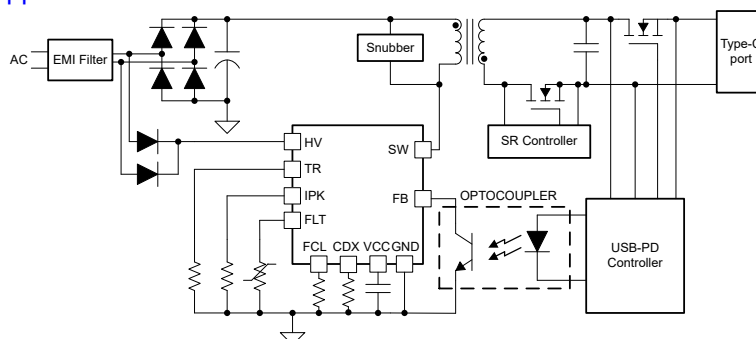 AC
EMI Filter
Snubber
Type-C
port
SR Controller
HV
SW
TR
IPK
FB
OPTOCOUPLER
FLT
FCL CDX VCC GND
USB-PD
Controller